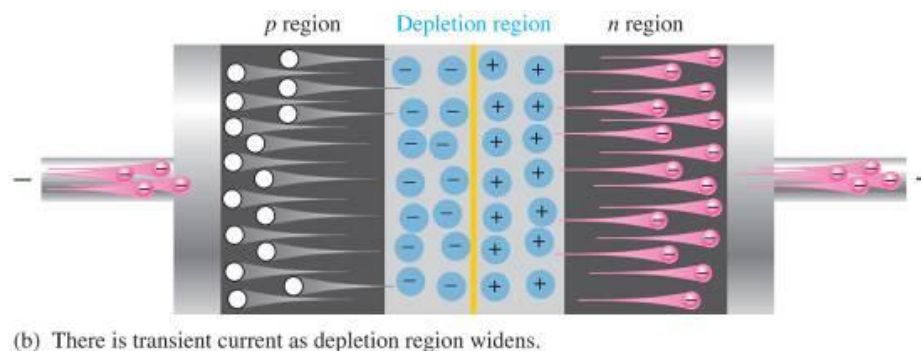 p region Depletion region n region
− − + +
− − + +
− − + +
− − + +
− − + +
− − + +
− − + +
(b) There is transient current as depletion region widens.